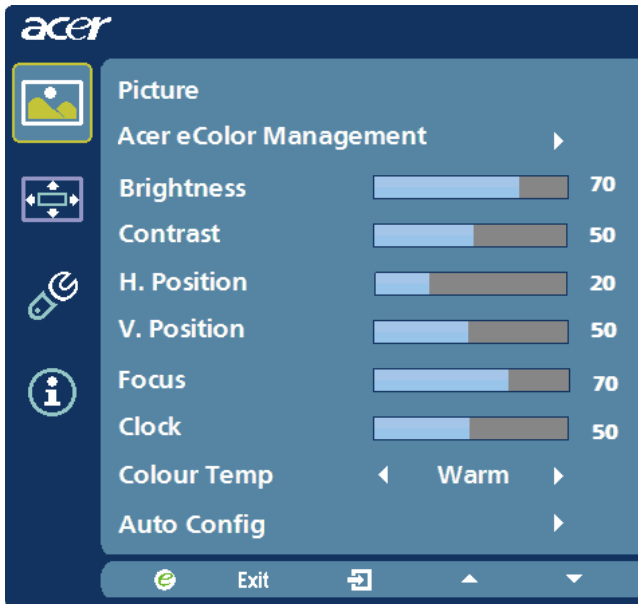 acer
Picture
Acer eColor Management
Brightness 70
Contrast 50
H. Position 20
V. Position 50
Focus 70
Clock 50
Colour Temp Warm
Auto Config
e Exit